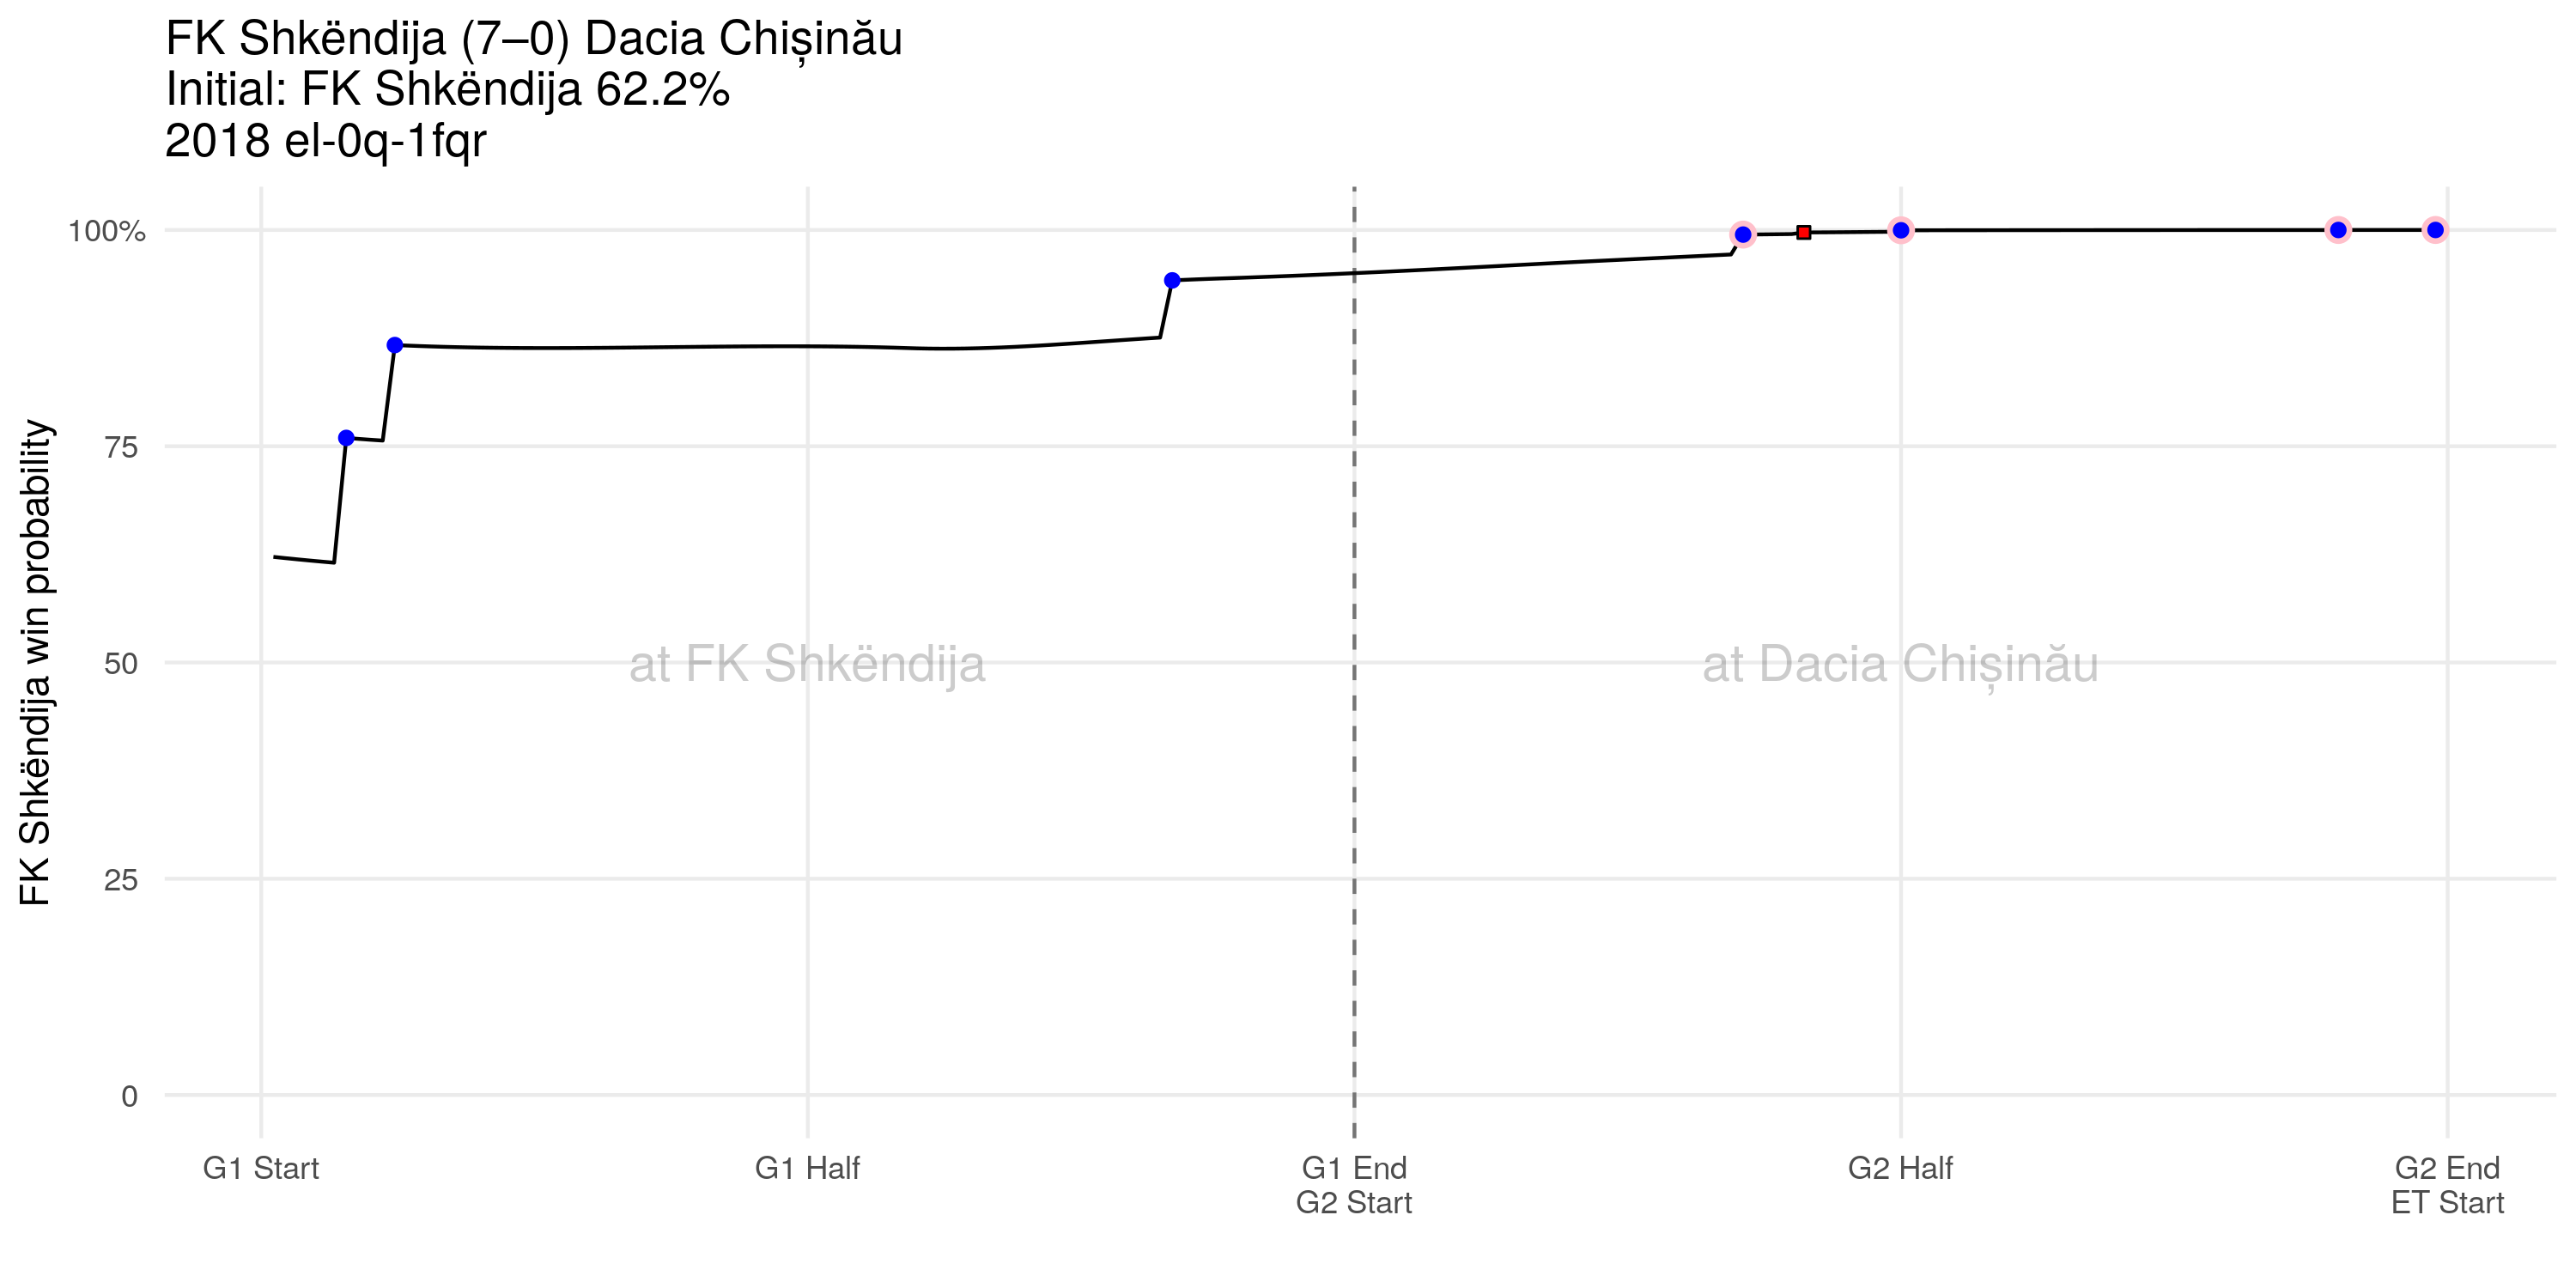 FK Shkëndija (7–0) Dacia Chișinău
Initial: FK Shkëndija 62.2%
2018 el-0q-1fqr
FK Shkëndija win probability
100%
75
50
25
0
at FK Shkëndija
at Dacia Chișinău
G1 Start
G1 Half
G1 End
G2 Start
G2 Half
G2 End
ET Start